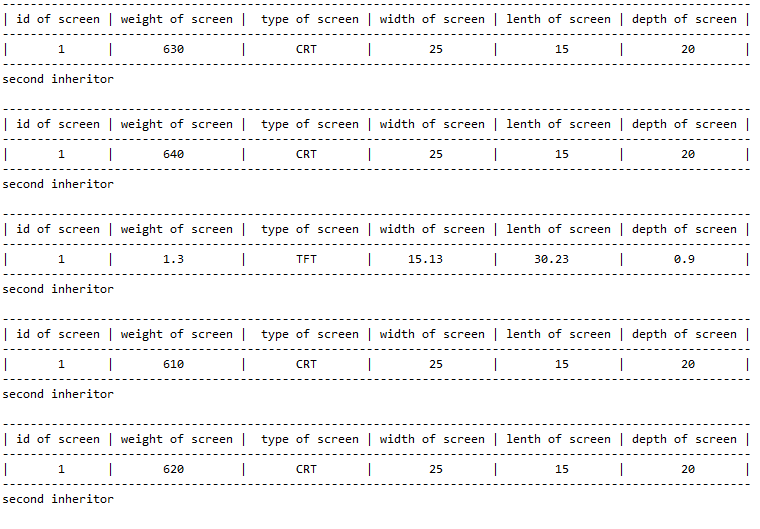 -----------------------------------------------------------------------------------------------------------
| id of screen | weight of screen |  type of screen | width of screen | lenth of screen | depth of screen |
-----------------------------------------------------------------------------------------------------------
|       1      |       630        |       CRT       |        25       |        15       |        20       |
-----------------------------------------------------------------------------------------------------------
second inheritor
-----------------------------------------------------------------------------------------------------------
| id of screen | weight of screen |  type of screen | width of screen | lenth of screen | depth of screen |
-----------------------------------------------------------------------------------------------------------
|       1      |       640        |       CRT       |        25       |        15       |        20       |
-----------------------------------------------------------------------------------------------------------
second inheritor
-----------------------------------------------------------------------------------------------------------
| id of screen | weight of screen |  type of screen | width of screen | lenth of screen | depth of screen |
-----------------------------------------------------------------------------------------------------------
|       1      |       1.3        |       TFT       |     15.13       |     30.23       |       0.9       |
-----------------------------------------------------------------------------------------------------------
second inheritor
-----------------------------------------------------------------------------------------------------------
| id of screen | weight of screen |  type of screen | width of screen | lenth of screen | depth of screen |
-----------------------------------------------------------------------------------------------------------
|       1      |       610        |       CRT       |        25       |        15       |        20       |
-----------------------------------------------------------------------------------------------------------
second inheritor
-----------------------------------------------------------------------------------------------------------
| id of screen | weight of screen |  type of screen | width of screen | lenth of screen | depth of screen |
-----------------------------------------------------------------------------------------------------------
|       1      |       620        |       CRT       |        25       |        15       |        20       |
-----------------------------------------------------------------------------------------------------------
second inheritor